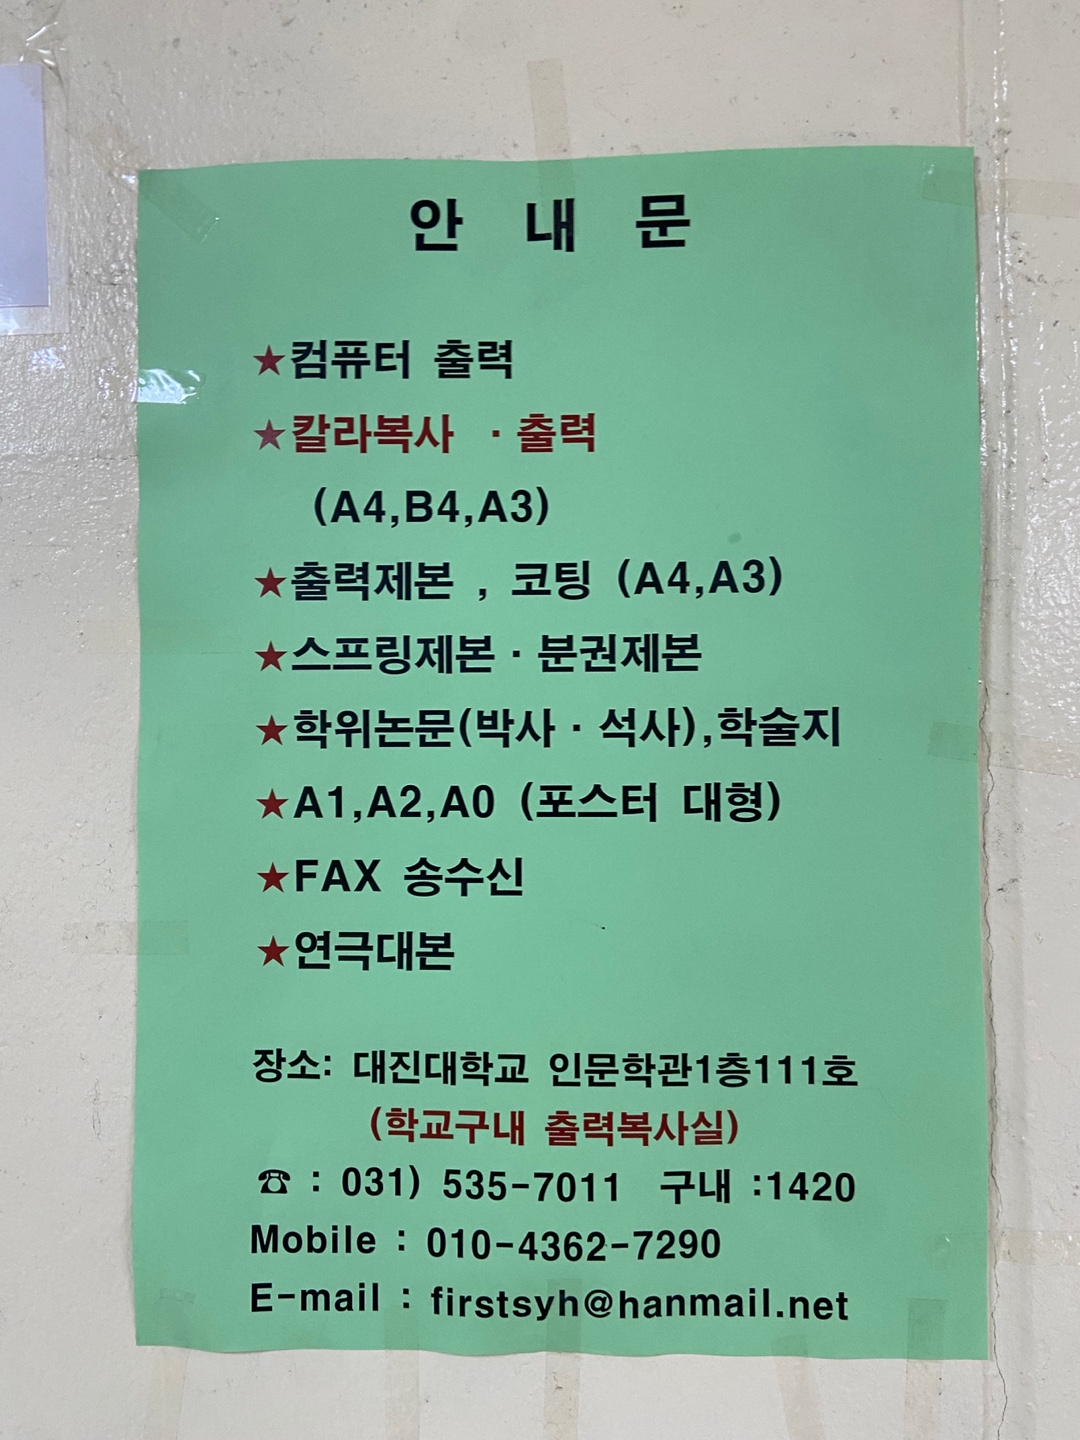 안 내 문
★컴퓨터 출력
★칼라복사 · 출력
(A4,B4,A3)
★출력제본 , 코팅 (A4,A3)
★스프링제본 · 분권제본
★학위논문(박사 · 석사),학술지
★A1,A2,A0 (포스터 대형)
★FAX 송수신
★연극대본
장소: 대진대학교 인문학관1층111호
(학교구내 출력복사실)
☎ : 031) 535-7011 구내 :1420
Mobile : 010-4362-7290
E-mail : firstsyh@hanmail.net